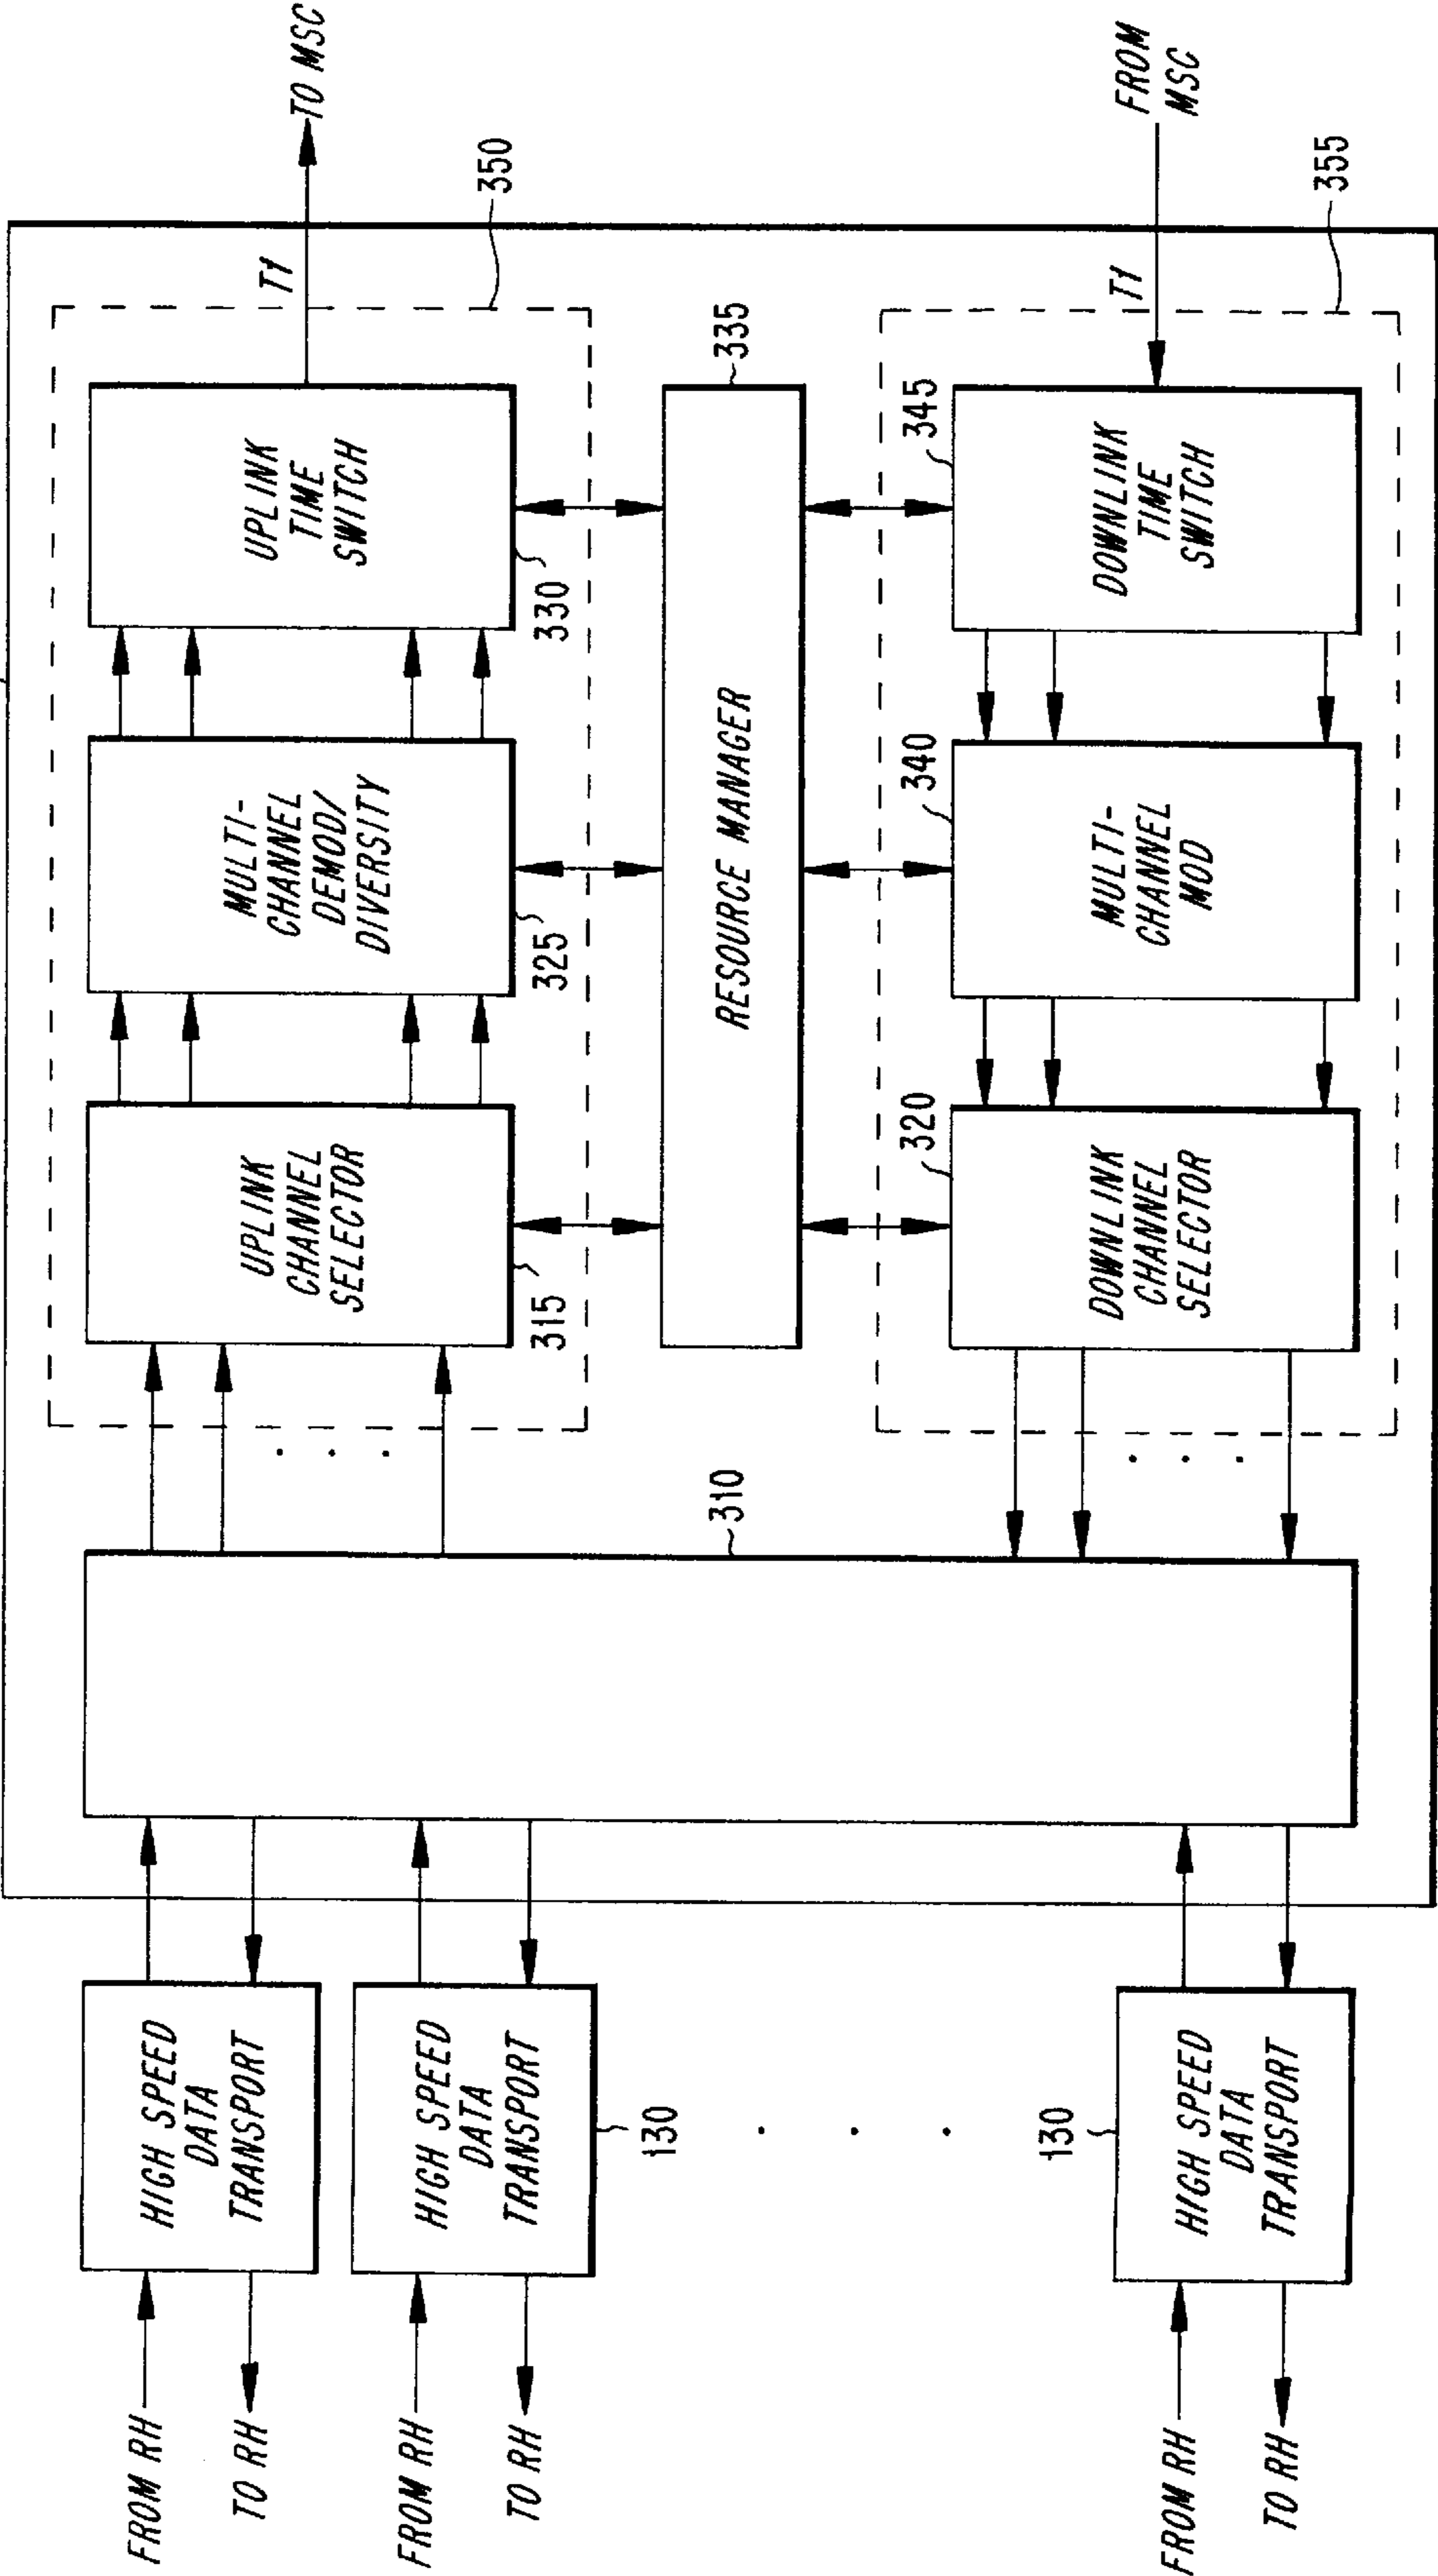 FROM RH
TO RH
HIGH SPEED
DATA
TRANSPORT
FROM RH
TO RH
HIGH SPEED
DATA
TRANSPORT
130
FROM RH
TO RH
130
HIGH SPEED
DATA
TRANSPORT
310
UPLINK
CHANNEL
SELECTOR
315
MULTI-
CHANNEL
DEMOD/
DIVERSITY
325
UPLINK
TIME
SWITCH
330
T1
TO MSC
350
RESOURCE MANAGER
335
320
DOWNLINK
CHANNEL
SELECTOR
340
MULTI-
CHANNEL
MOD
345
DOWNLINK
TIME
SWITCH
T1
FROM
MSC
355